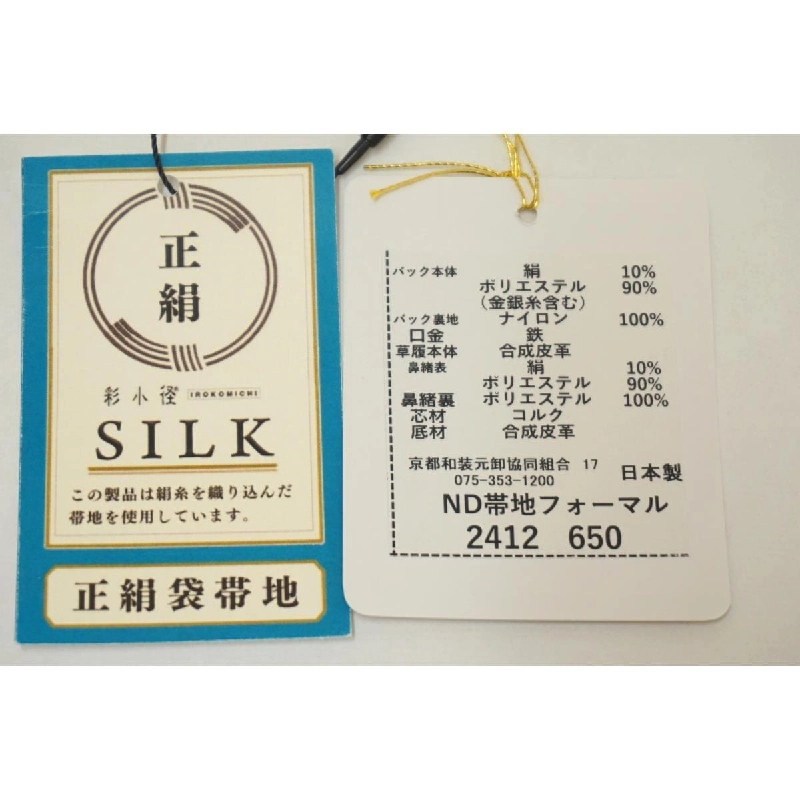 正絹
彩小径 IROKOMICHI
SILK
この製品は絹糸を織り込んだ
帯地を使用しています。
正絹袋帯地
バック本体 絹 10%
ポリエステル 90%
(金銀糸含む)
バック裏地 ナイロン 100%
口金 鉄
草履本体 合成皮革
鼻緒表 絹 10%
ポリエステル 90%
鼻緒裏 ポリエステル 100%
芯材 コルク
底材 合成皮革
京都和装元卸協同組合 17 日本製
075-353-1200
ND帯地フォーマル
2412 650